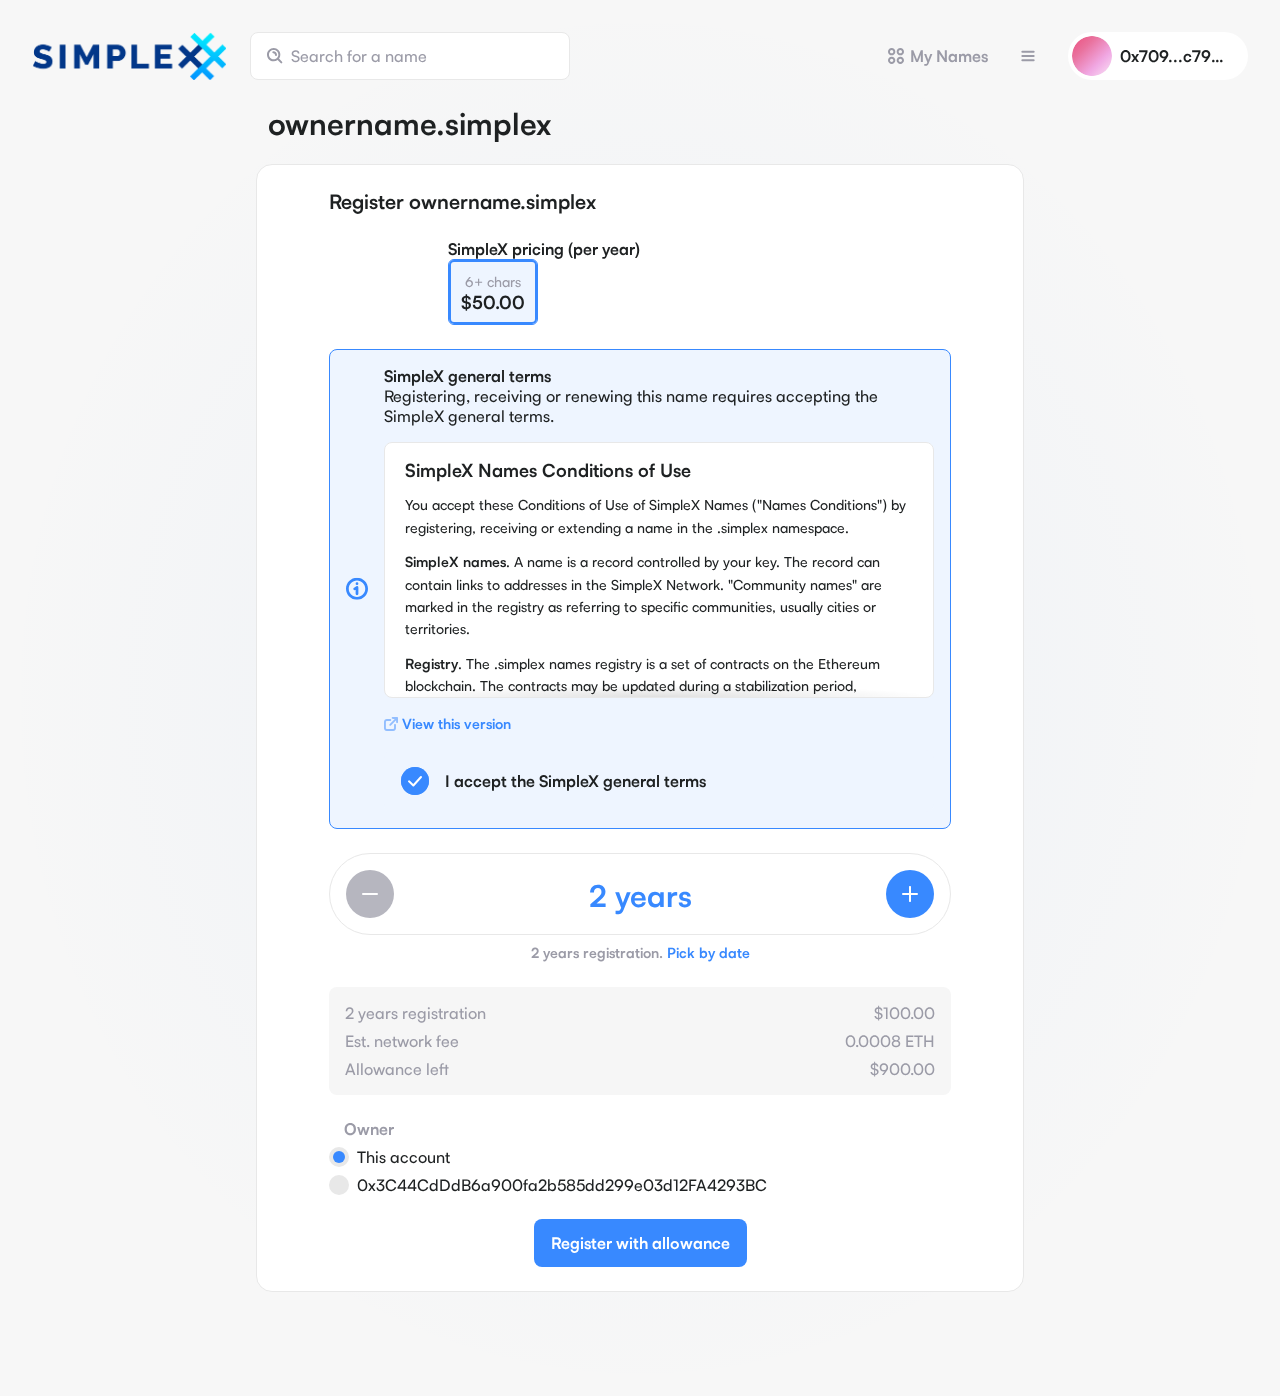 SIMPLEX
Search for a name
My Names
0x709...c79...
ownername.simplex
Register ownername.simplex
SimpleX pricing (per year)
6+ chars
$50.00
SimpleX general terms
Registering, receiving or renewing this name requires accepting the
SimpleX general terms.
SimpleX Names Conditions of Use
You accept these Conditions of Use of SimpleX Names ("Names Conditions") by
registering, receiving or extending a name in the .simplex namespace.
SimpleX names. A name is a record controlled by your key. The record can
contain links to addresses in the SimpleX Network. "Community names" are
marked in the registry as referring to specific communities, usually cities or
territories.
Registry. The .simplex names registry is a set of contracts on the Ethereum
blockchain. The contracts may be updated during a stabilization period,
View this version
I accept the SimpleX general terms
2 years
2 years registration. Pick by date
2 years registration $100.00
Est. network fee 0.0008 ETH
Allowance left $900.00
Owner
This account
0x3C44CdDdB6a900fa2b585dd299e03d12FA4293BC
Register with allowance